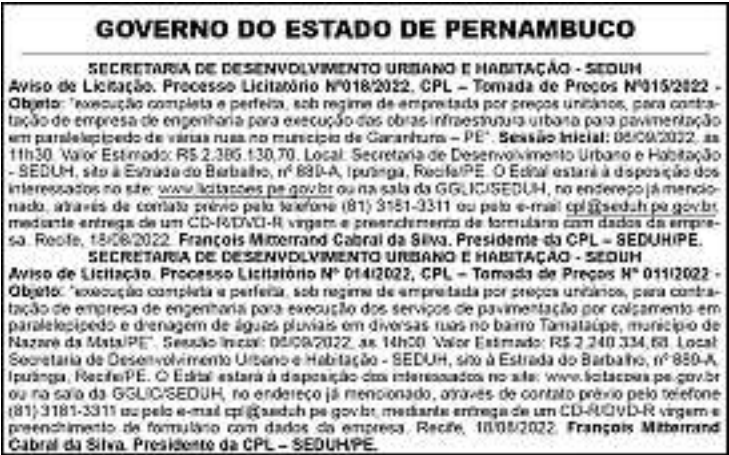 GOVERNO DO ESTADO DE PERNAMBUCO
SECRETARIA DE DESENVOLVIMENTO URBANO E HABITAÇÃO - SEDUH
Aviso de Licitação. Processo Licitatório Nº018/2022, CPL – Tomada de Preços Nº015/2022 -
Objeto: "execução completa e perfeita, sob regime de empreitada por preços unitários, para contra-
tação de empresa de engenharia para execução das obras infraestrutura urbana para pavimentação
em paralelepípedo de várias ruas no município de Garanhuns – PE". Sessão Inicial: 06/09/2022, as
11h30. Valor Estimado: R$ 2.385.130,70. Local: Secretaria de Desenvolvimento Urbano e Habitação
- SEDUH, sito à Estrada do Barbalho, nº 889-A, Iputinga, Recife/PE. O Edital estará à disposição dos
interessados no site: www.licitacoes.pe.gov.br ou na sala da GGLIC/SEDUH, no endereço já mencio-
nado, através de contato prévio pelo telefone (81) 3181-3311 ou pelo e-mail cpl@seduh.pe.gov.br,
mediante entrega de um CD-R/DVD-R virgem e preenchimento de formulário com dados da empre-
sa. Recife, 18/08/2022. François Mitterrand Cabral da Silva. Presidente da CPL – SEDUH/PE.
SECRETARIA DE DESENVOLVIMENTO URBANO E HABITAÇÃO - SEDUH
Aviso de Licitação. Processo Licitatório Nº 014/2022, CPL – Tomada de Preços Nº 011/2022 -
Objeto: "execução completa e perfeita, sob regime de empreitada por preços unitários, para contra-
tação de empresa de engenharia para execução dos serviços de pavimentação por calçamento em
paralelepípedo e drenagem de águas pluviais em diversas ruas no bairro Tamataúpe, município de
Nazaré da Mata/PE". Sessão Inicial: 06/09/2022, as 14h00. Valor Estimado: R$ 2.240.334,68. Local:
Secretaria de Desenvolvimento Urbano e Habitação - SEDUH, sito à Estrada do Barbalho, nº 889-A,
Iputinga, Recife/PE. O Edital estará à disposição dos interessados no site: www.licitacoes.pe.gov.br
ou na sala da GGLIC/SEDUH, no endereço já mencionado, através de contato prévio pelo telefone
(81) 3181-3311 ou pelo e-mail cpl@seduh.pe.gov.br, mediante entrega de um CD-R/DVD-R virgem e
preenchimento de formulário com dados da empresa. Recife, 18/08/2022. François Mitterrand
Cabral da Silva. Presidente da CPL – SEDUH/PE.